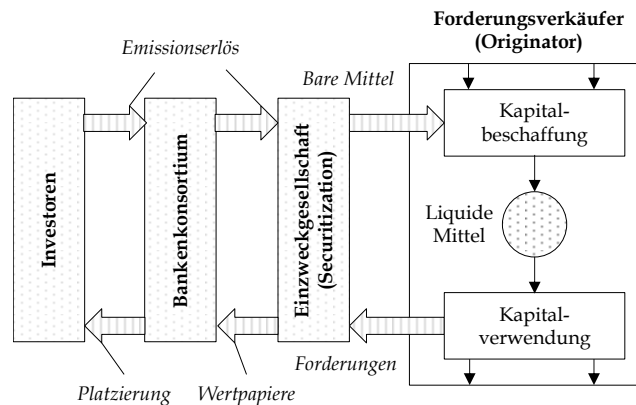 Forderungsverkäufer
(Originator)
Emissionserlös
Bare Mittel
Investoren
Bankenkonsortium
Einzweckgesellschaft
(Securitization)
Kapital-
beschaffung
Liquide
Mittel
Kapital-
verwendung
Forderungen
Platzierung
Wertpapiere